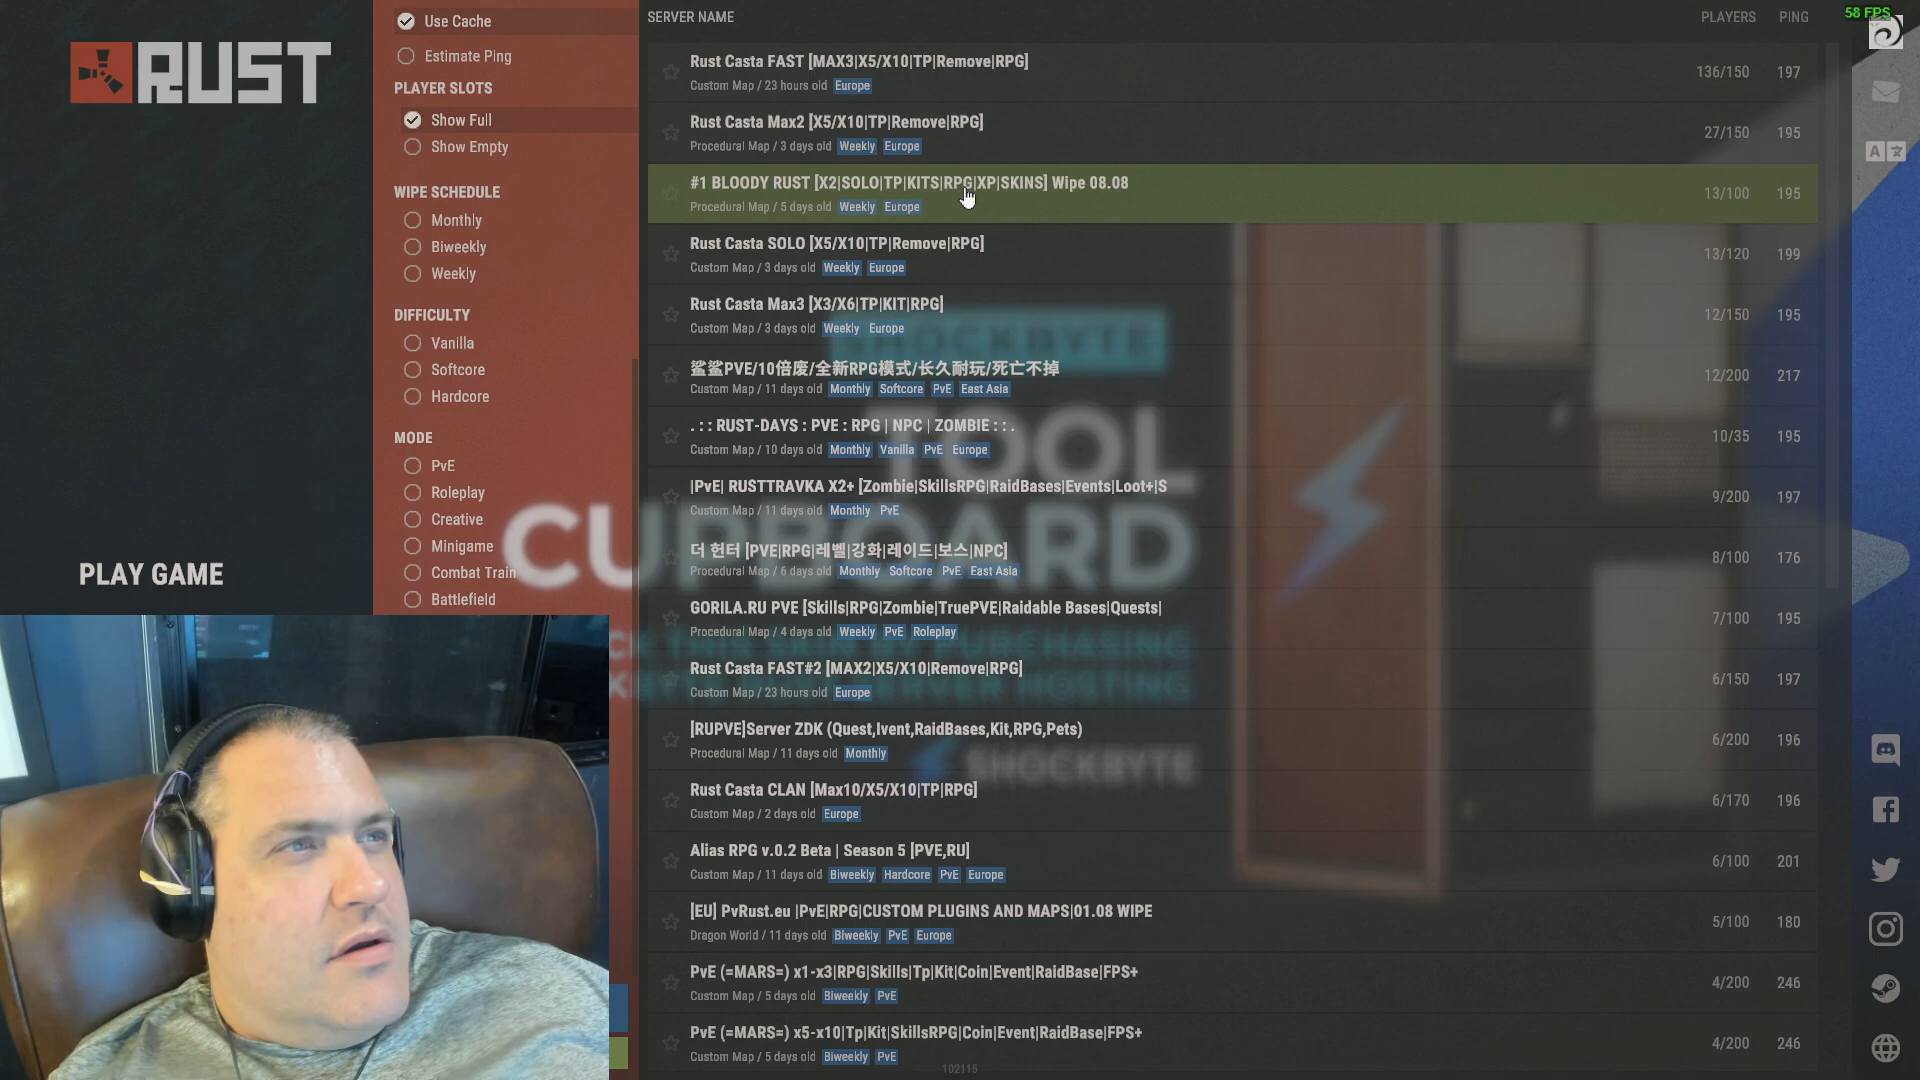 RUST
PLAY GAME
Use Cache
Estimate Ping
PLAYER SLOTS
Show Full
Show Empty
WIPE SCHEDULE
Monthly
Biweekly
Weekly
DIFFICULTY
Vanilla
Softcore
Hardcore
MODE
PvE
Roleplay
Creative
Minigame
Combat Train
Battlefield
SERVER NAME PLAYERS PING
58 FPS
Rust Casta FAST [MAX3|X5/X10|TP|Remove|RPG] 136/150 197
Custom Map / 23 hours old Europe
Rust Casta Max2 [X5/X10|TP|Remove|RPG] 27/150 195
Procedural Map / 3 days old Weekly Europe
#1 BLOODY RUST [X2|SOLO|TP|KITS|RPG|XP|SKINS] Wipe 08.08 13/100 195
Procedural Map / 5 days old Weekly Europe
Rust Casta SOLO [X5/X10|TP|Remove|RPG] 13/120 199
Custom Map / 3 days old Weekly Europe
Rust Casta Max3 [X3/X6|TP|KIT|RPG] 12/150 195
Custom Map / 3 days old Weekly Europe
鲨鲨PVE/10倍废/全新RPG模式/长久耐玩/死亡不掉 12/200 217
Custom Map / 11 days old Monthly Softcore PvE East Asia
. : : RUST-DAYS : PVE : RPG | NPC | ZOMBIE : : . 10/35 195
Custom Map / 10 days old Monthly Vanilla PvE Europe
|PvE| RUSTTRAVKA X2+ [Zombie|SkillsRPG|RaidBases|Events|Loot+|S 9/200 197
Custom Map / 11 days old Monthly PvE
더 헌터 [PVE|RPG|레벨|강화|레이드|보스|NPC] 8/100 176
Procedural Map / 6 days old Monthly Softcore PvE East Asia
GORILA.RU PVE [Skills|RPG|Zombie|TruePVE|Raidable Bases|Quests| 7/100 195
Procedural Map / 4 days old Weekly PvE Roleplay
Rust Casta FAST#2 [MAX2|X5/X10|Remove|RPG] 6/150 197
Custom Map / 23 hours old Europe
[RUPVE]Server ZDK (Quest,Ivent,RaidBases,Kit,RPG,Pets) 6/200 196
Procedural Map / 11 days old Monthly
Rust Casta CLAN [Max10/X5/X10|TP|RPG] 6/170 196
Custom Map / 2 days old Europe
Alias RPG v.0.2 Beta | Season 5 [PVE,RU] 6/100 201
Custom Map / 11 days old Biweekly Hardcore PvE Europe
[EU] PvRust.eu |PvE|RPG|CUSTOM PLUGINS AND MAPS|01.08 WIPE 5/100 180
Dragon World / 11 days old Biweekly PvE Europe
PvE (=MARS=) x1-x3|RPG|Skills|Tp|Kit|Coin|Event|RaidBase|FPS+ 4/200 246
Custom Map / 5 days old Biweekly PvE
PvE (=MARS=) x5-x10|Tp|Kit|SkillsRPG|Coin|Event|RaidBase|FPS+ 4/200 246
Custom Map / 5 days old Biweekly PvE
102115
SHOCKBYTE
TOOL
CUPBOARD
THIS SKIN BY PURCHASING
SERVER HOSTING
SHOCKBYTE